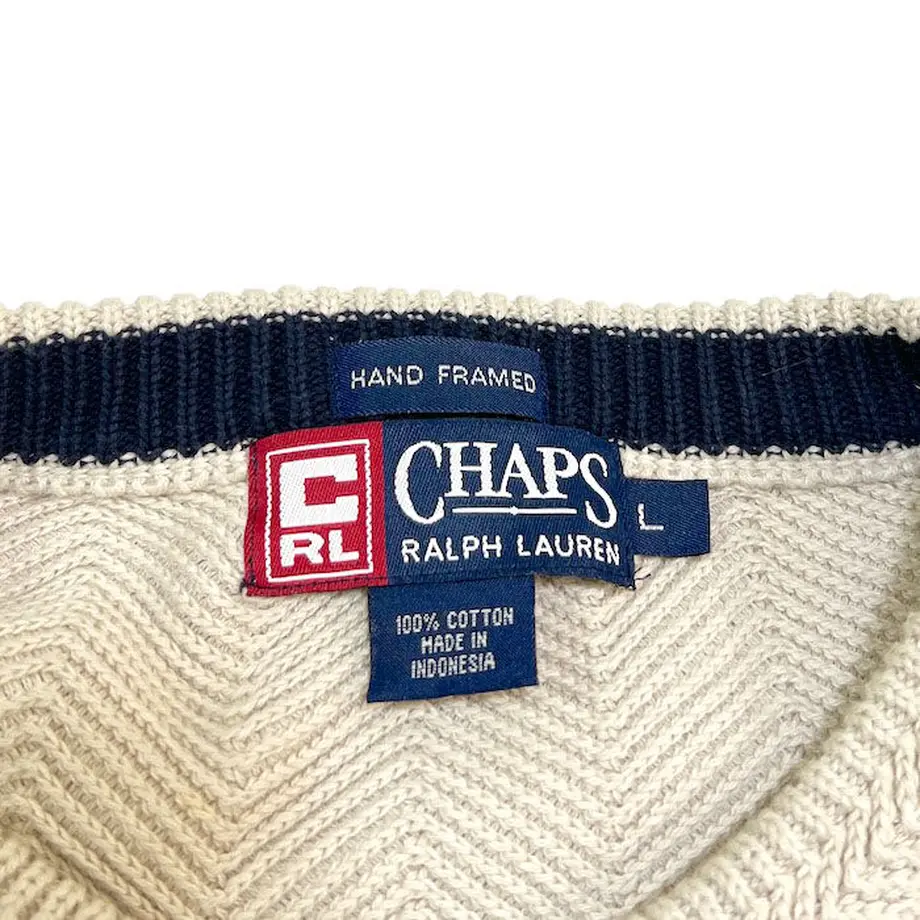 HAND FRAMED
C
RL
CHAPS
RALPH LAUREN
L
100% COTTON
MADE IN
INDONESIA